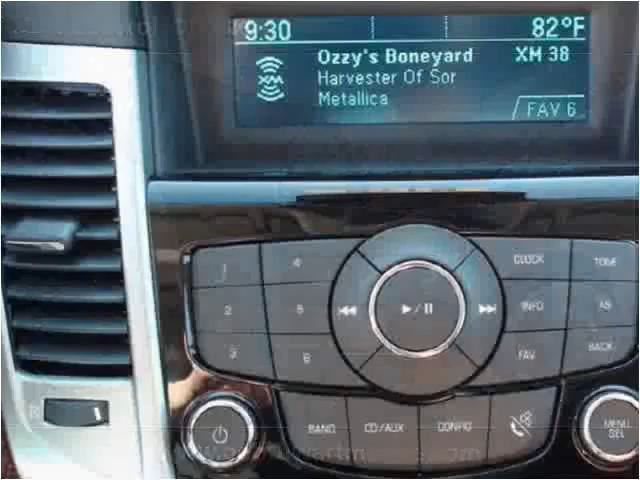 9:30 82°F
Ozzy's Boneyard XM 38
XM
Harvester Of Sor
Metallica
FAV 6
1 4 CLOCK TONE
2 5 INFO AS
3 6 FAV BACK
BAND CD/AUX CONFIG MENU
SEL